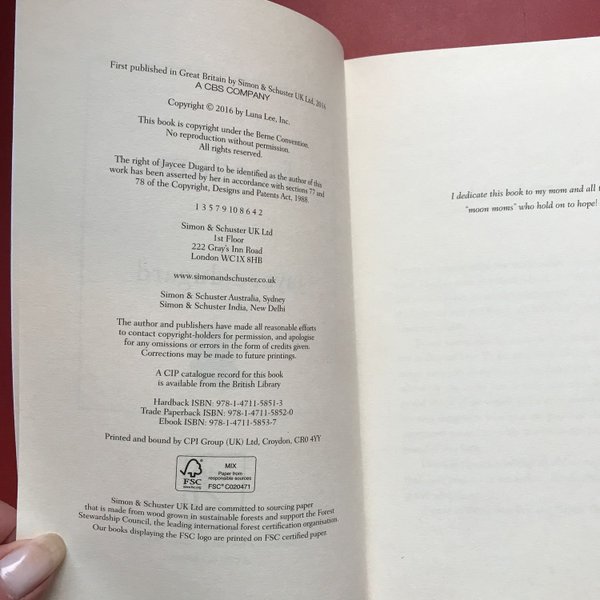 First published in Great Britain by Simon & Schuster UK Ltd, 2016
A CBS COMPANY
Copyright © 2016 by Luna Lee, Inc.
This book is copyright under the Berne Convention.
No reproduction without permission.
All rights reserved.
The right of Jaycee Dugard to be identified as the author of this
work has been asserted by her in accordance with sections 77 and
78 of the Copyright, Designs and Patents Act, 1988
1 3 5 7 9 10 8 6 4 2
Simon & Schuster UK Ltd
1st Floor
222 Gray's Inn Road
London WC1X 8HB
www.simonandschuster.co.uk
Simon & Schuster Australia, Sydney
Simon & Schuster India, New Delhi
The author and publishers have made all reasonable efforts
to contact copyright-holders for permission, and apologise
for any omissions or errors in the form of credits given.
Corrections may be made to future printings.
A CIP catalogue record for this book
is available from the British Library
Hardback ISBN: 978-1-4711-5851-3
Trade Paperback ISBN: 978-1-4711-5852-0
Ebook ISBN: 978-1-4711-5853-7
Printed and bound by CPI Group (UK) Ltd, Croydon, CR0 4YY
FSC
www.fsc.org
MIX
Paper from
responsible sources
FSC® C020471
Simon & Schuster UK Ltd are committed to sourcing paper
that is made from wood grown in sustainable forests and support the Forest
Stewardship Council, the leading international forest certification organisation.
Our books displaying the FSC logo are printed on FSC certified paper.
I dedicate this book to my mom and all
"moon moms" who hold on to hope!